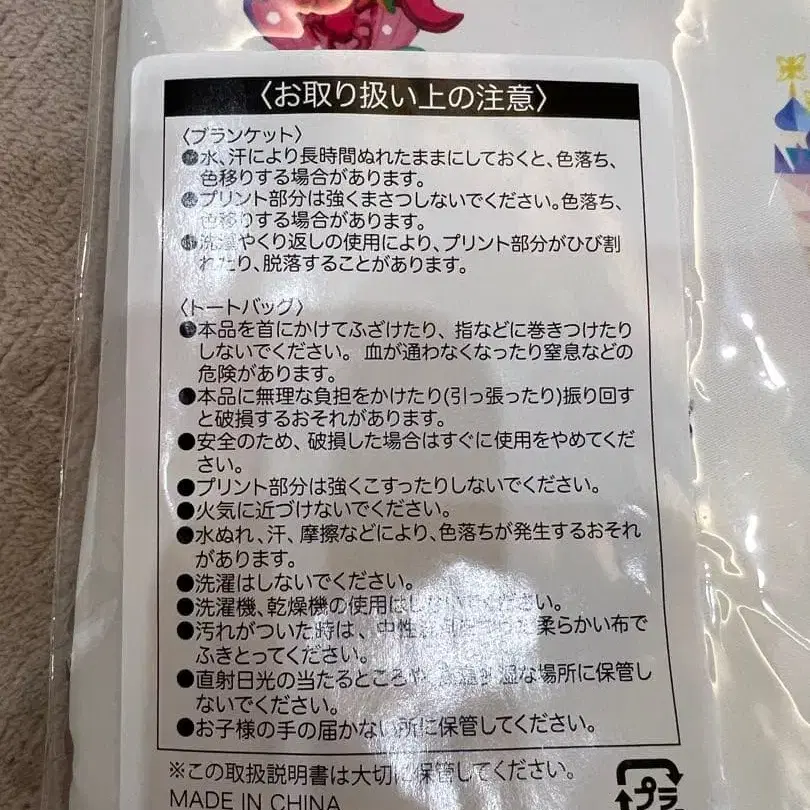 〈お取り扱い上の注意〉
〈ブランケット〉
●水、汗により長時間ぬれたままにしておくと、色落ち、
色移りする場合があります。
●プリント部分は強くまさつしないでください。色落ち、
色移りする場合があります。
●洗濯やくり返しの使用により、プリント部分がひび割
れたり、脱落することがあります。
〈トートバッグ〉
●本品を首にかけてふざけたり、指などに巻きつけたり
しないでください。血が通わなくなったり窒息などの
危険があります。
●本品に無理な負担をかけたり(引っ張ったり)振り回す
と破損するおそれがあります。
●安全のため、破損した場合はすぐに使用をやめてくだ
さい。
●プリント部分は強くこすったりしないでください。
●火気に近づけないでください。
●水ぬれ、汗、摩擦などにより、色落ちが発生するおそれ
があります。
●洗濯はしないでください。
●洗濯機、乾燥機の使用はしないでください。
●汚れがついた時は、中性 柔らかい布で
ふきとってください。
●直射日光の当たるところや 湿な場所に保管し
ないでください。
●お子様の手の届かない所に保管してください。
※この取扱説明書は大切に保管してください。
MADE IN CHINA
プラ